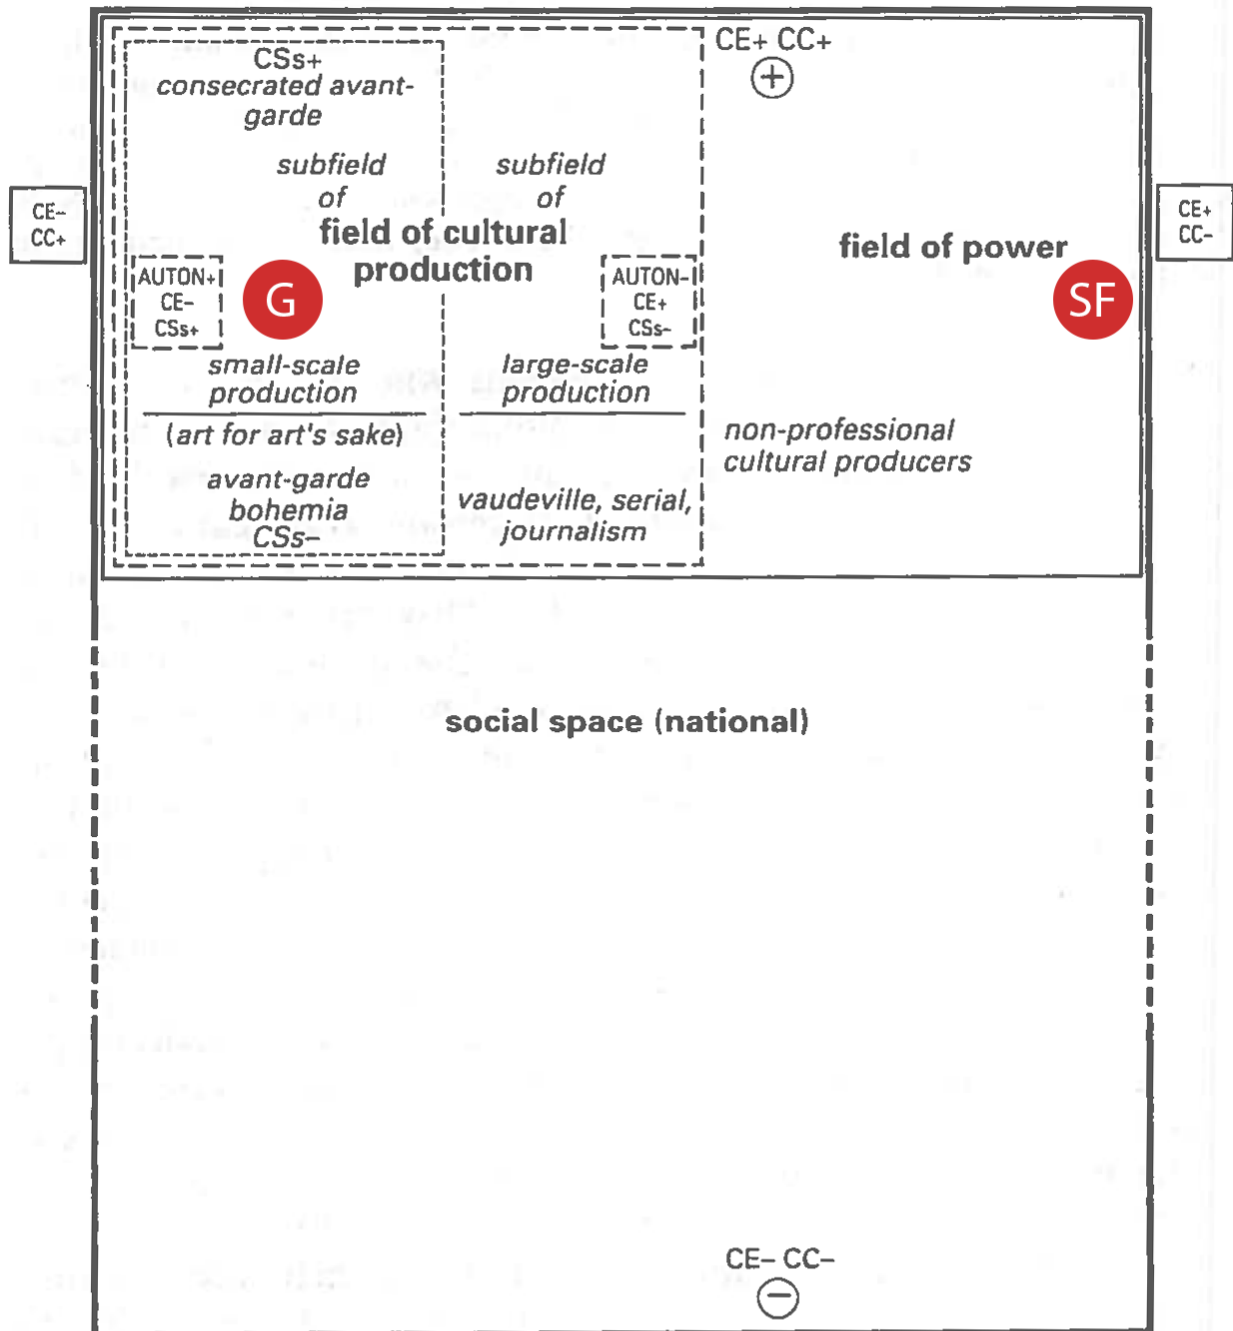 CE+ CC+
+
CSs+
consecrated avant-
garde
subfield
of
subfield
of
field of cultural
production
CE–
CC+
CE+
CC–
field of power
AUTON+
CE–
CSs+
G
AUTON–
CE+
CSs–
SF
small-scale
production
large-scale
production
(art for art's sake)
avant-garde
bohemia
CSs–
vaudeville, serial,
journalism
non-professional
cultural producers
social space (national)
CE– CC–
–